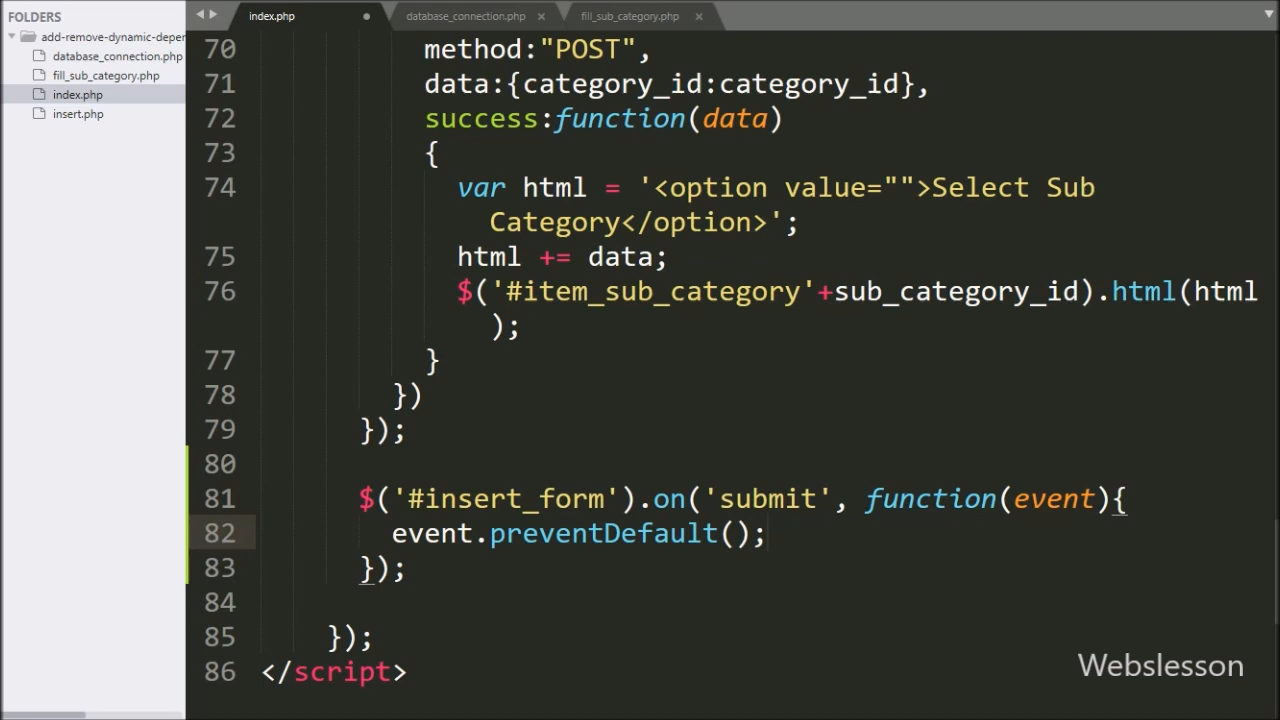 FOLDERS
add-remove-dynamic-deper
database_connection.php
fill_sub_category.php
index.php
insert.php
index.php database_connection.php fill_sub_category.php
70 method:"POST",
71 data:{category_id:category_id},
72 success:function(data)
73 {
74 var html = '<option value="">Select Sub
Category</option>';
75 html += data;
76 $('#item_sub_category'+sub_category_id).html(html
);
77 }
78 })
79 });
80
81 $('#insert_form').on('submit', function(event){
82 event.preventDefault();
83 });
84
85 });
86 </script>
Webslesson